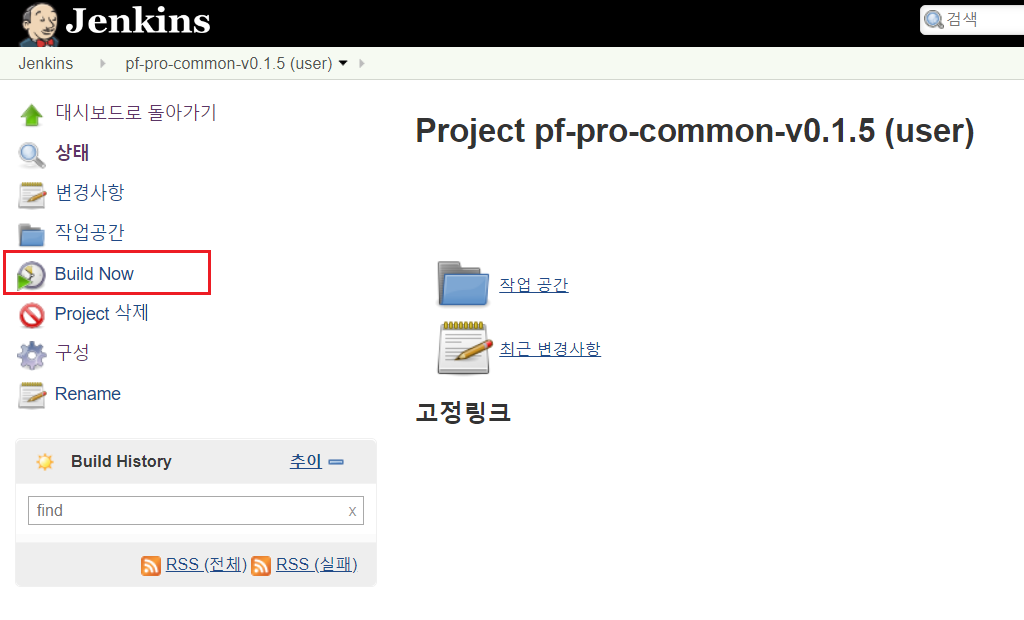 Jenkins
검색
Jenkins
pf-pro-common-v0.1.5 (user)
대시보드로 돌아가기
상태
변경사항
작업공간
Build Now
Project 삭제
구성
Rename
Build History 추이
find x
RSS (전체) RSS (실패)
Project pf-pro-common-v0.1.5 (user)
작업 공간
최근 변경사항
고정링크